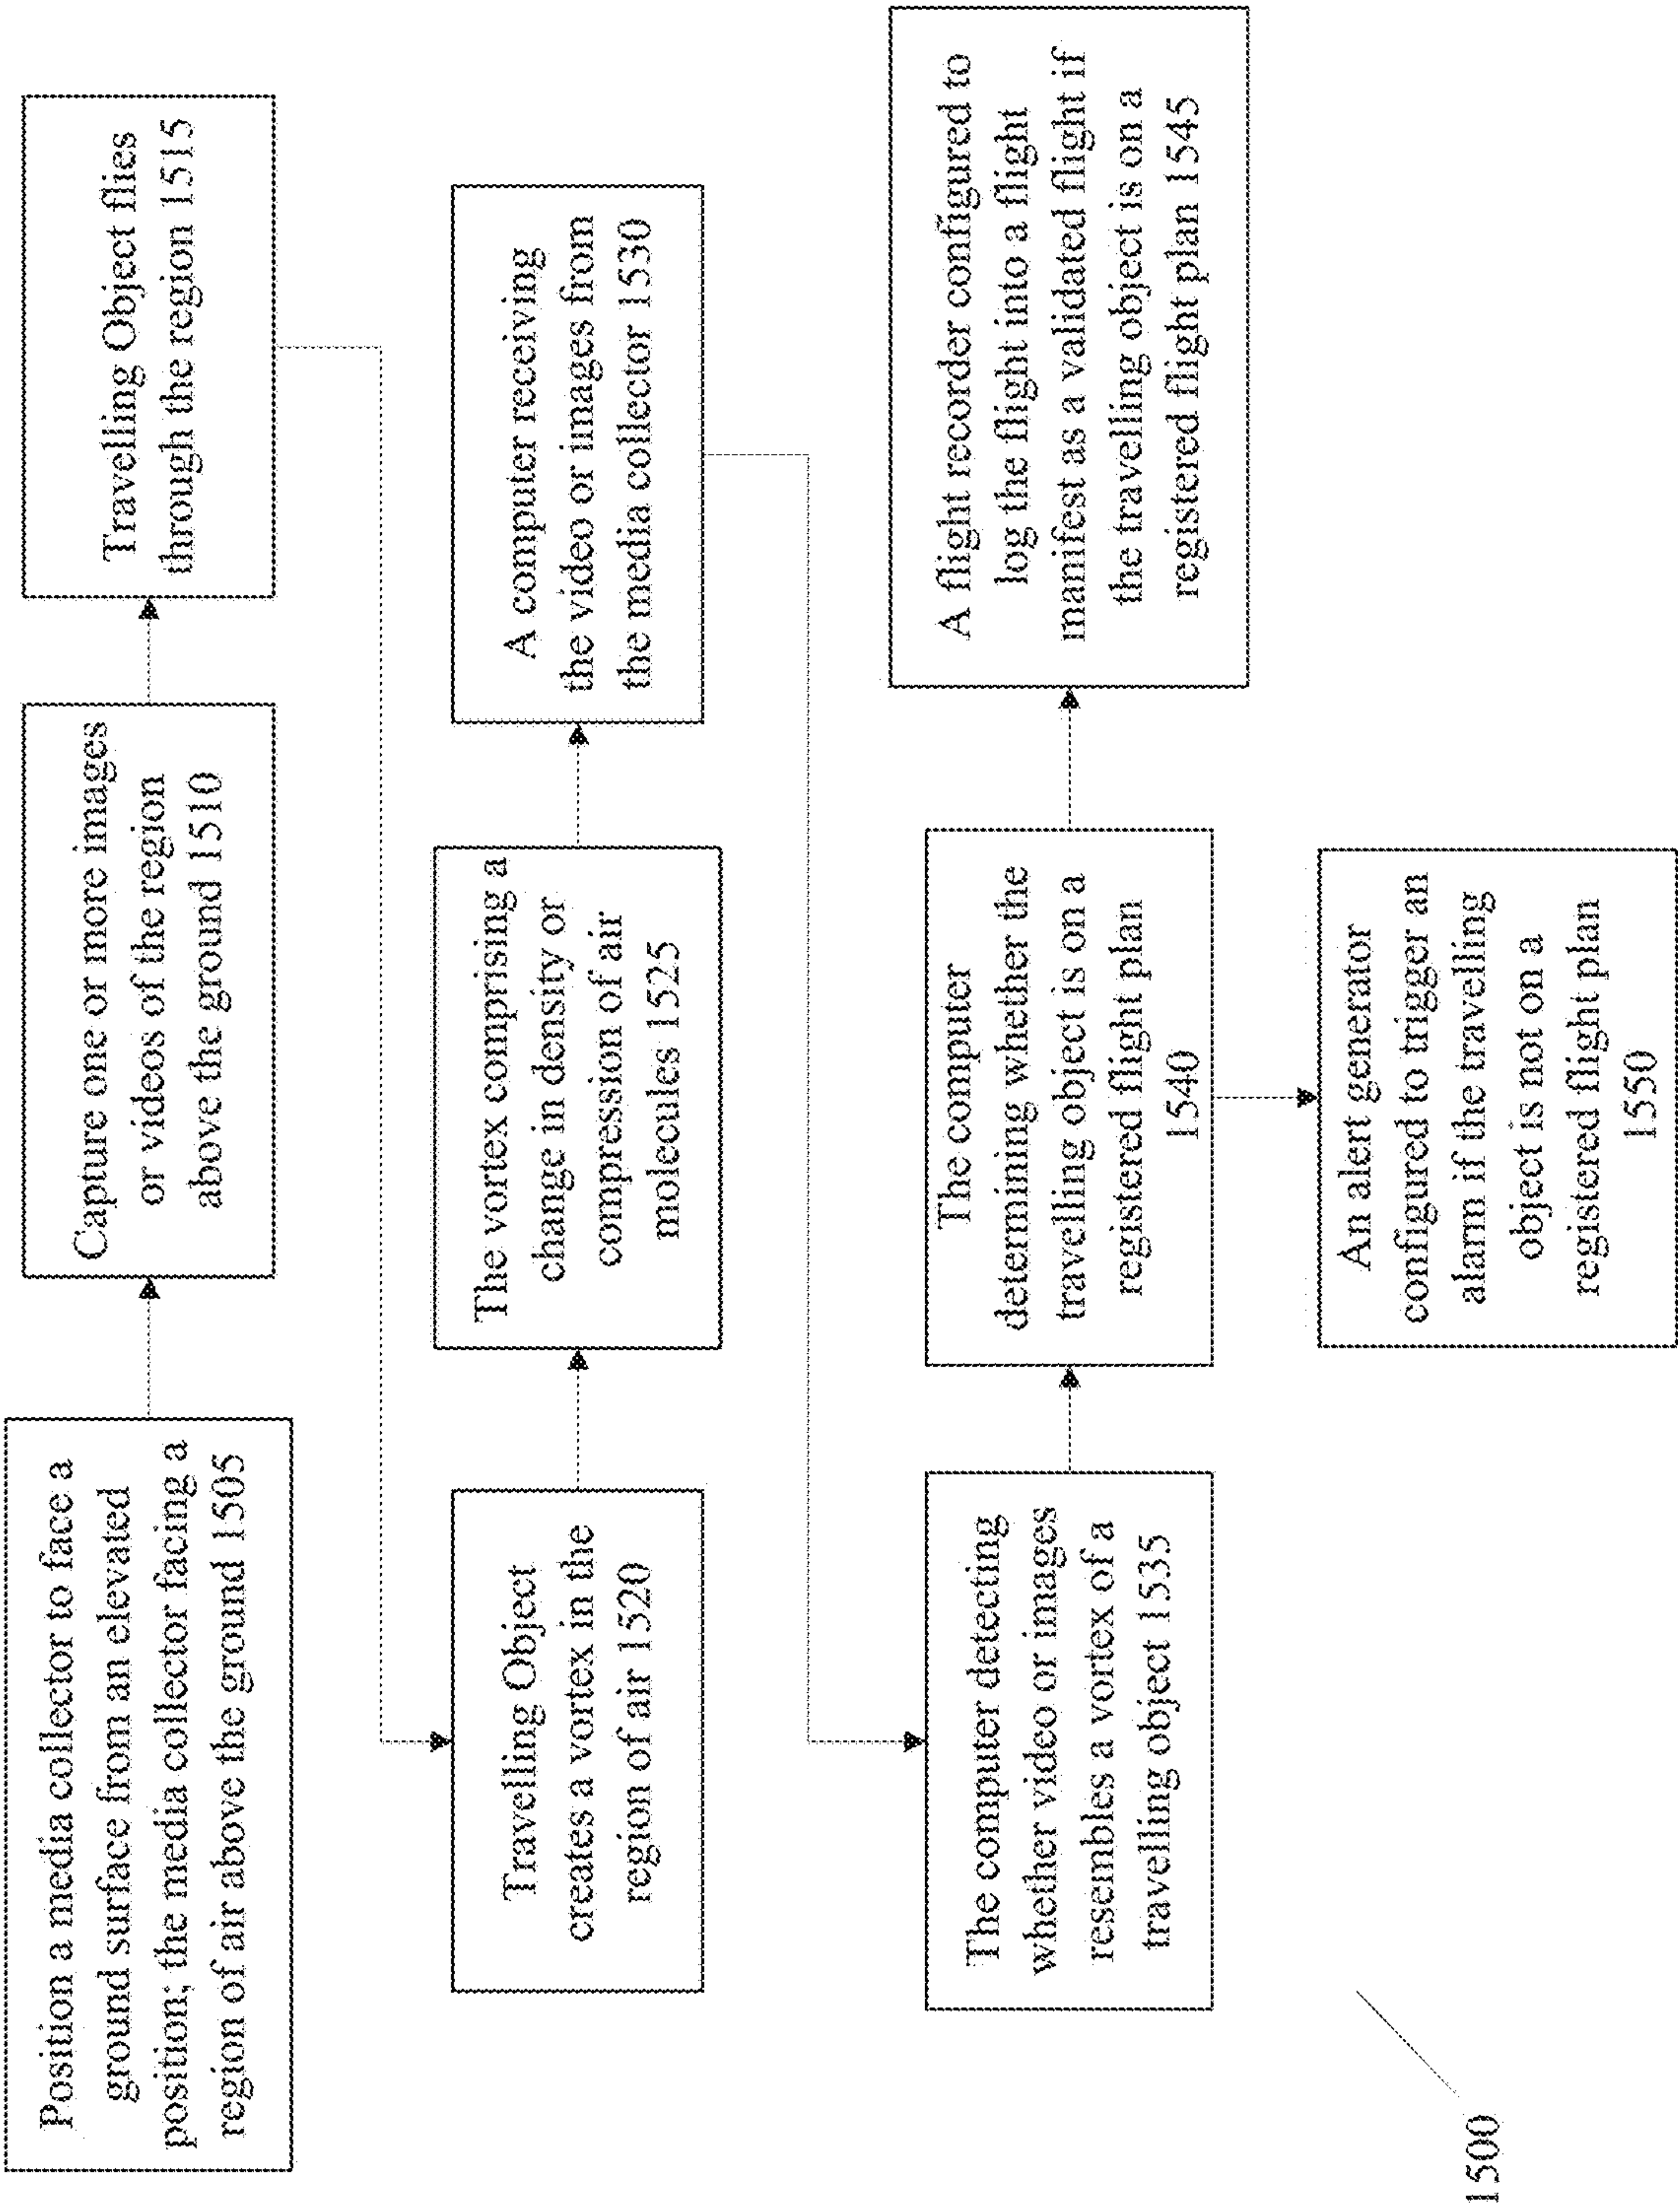 Position a media collector to face a
ground surface from an elevated
position; the media collector facing a
region of air above the ground 1505
Capture one or more images
or videos of the region
above the ground 1510
Travelling Object flies
through the region 1515
Travelling Object
creates a vortex in the
region of air 1520
The vortex comprising a
change in density or
compression of air
molecules 1525
A computer receiving
the video or images from
the media collector 1530
The computer detecting
whether video or images
resembles a vortex of a
travelling object 1535
The computer
determining whether the
travelling object is on a
registered flight plan
1540
A flight recorder configured to
log the flight into a flight
manifest as a validated flight if
the travelling object is on a
registered flight plan 1545
An alert generator
configured to trigger an
alarm if the travelling
object is not on a
registered flight plan
1550
1500